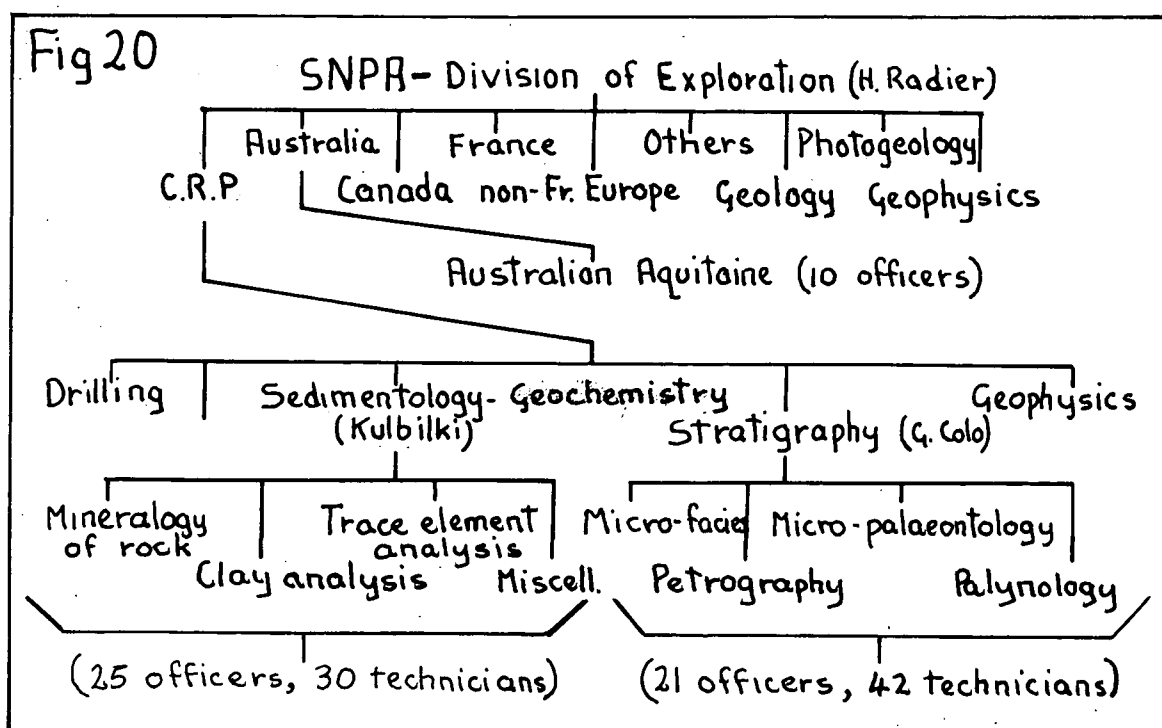 Fig 20
SNPA - Division of Exploration (H. Radier)
Australia France Others Photogeology
C.R.P. Canada non-Fr. Europe Geology Geophysics
Australian Aquitaine (10 officers)
Drilling Sedimentology - Geochemistry Geophysics
(Kulbilki) Stratigraphy (G. Colo)
Mineralogy Trace element Micro-facies Micro-palaeontology
of rock analysis
Clay analysis Miscell. Petrography Palynology
(25 officers, 30 technicians) (21 officers, 42 technicians)